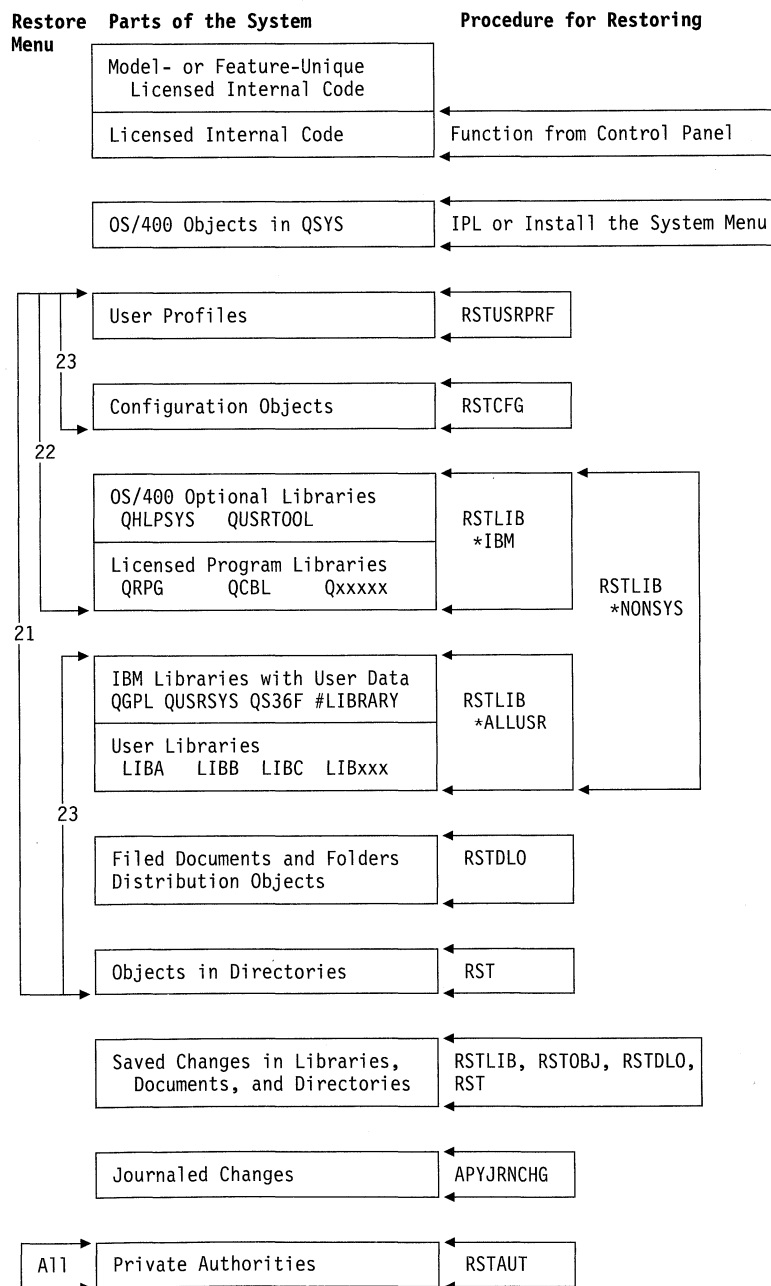 Restore Parts of the System Procedure for Restoring
Menu
Model- or Feature-Unique
Licensed Internal Code
Licensed Internal Code Function from Control Panel
OS/400 Objects in QSYS IPL or Install the System Menu
User Profiles RSTUSRPRF
23
Configuration Objects RSTCFG
22
OS/400 Optional Libraries
QHLPSYS QUSRTOOL RSTLIB
*IBM
Licensed Program Libraries
QRPG QCBL Qxxxxx RSTLIB
*NONSYS
21
IBM Libraries with User Data
QGPL QUSRSYS QS36F #LIBRARY RSTLIB
*ALLUSR
User Libraries
LIBA LIBB LIBC LIBxxx
23
Filed Documents and Folders RSTDLO
Distribution Objects
Objects in Directories RST
Saved Changes in Libraries, RSTLIB, RSTOBJ, RSTDLO,
Documents, and Directories RST
Journaled Changes APYJRNCHG
All Private Authorities RSTAUT